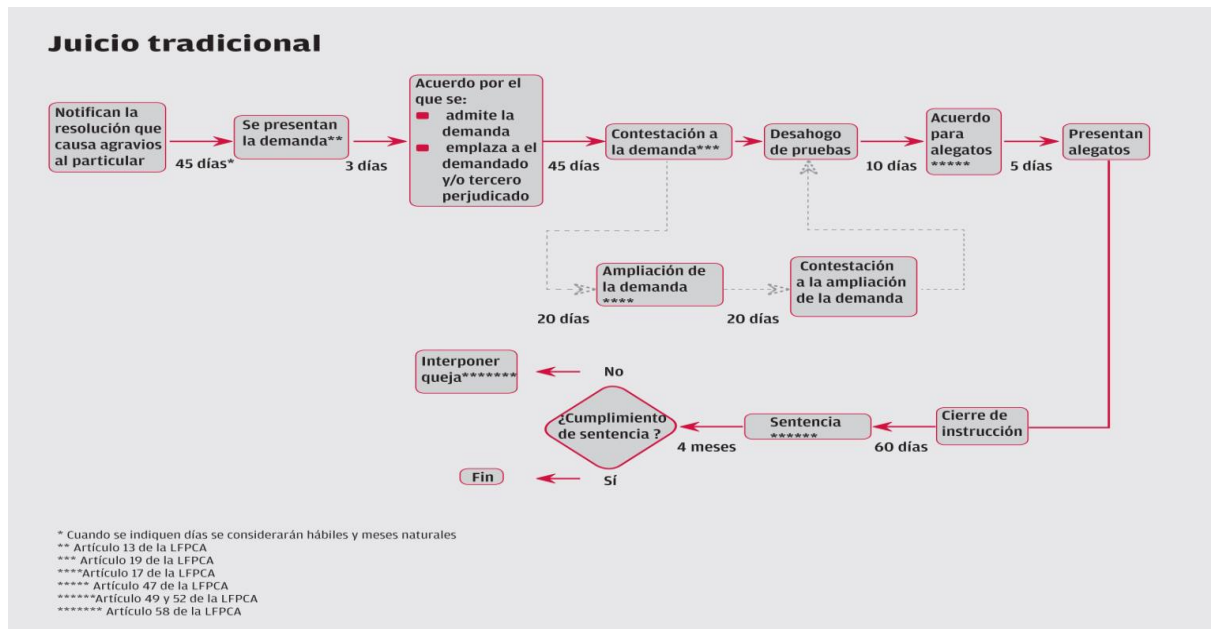 Juicio tradicional
Notifican la
resolución que
causa agravios
al particular
45 días*
Se presentan
la demanda**
3 días
Acuerdo por el
que se:
admite la
demanda
emplaza a el
demandado
y/o tercero
perjudicado
45 días
Contestación a
la demanda***
Desahogo
de pruebas
10 días
Acuerdo
para
alegatos
*****
5 días
Presentan
alegatos
20 días
Ampliación de
la demanda
****
20 días
Contestación
a la ampliación
de la demanda
Cierre de
instrucción
60 días
Sentencia
******
4 meses
¿Cumplimiento
de sentencia ?
No
Interponer
queja*******
Sí
Fin
* Cuando se indiquen días se considerarán hábiles y meses naturales
** Artículo 13 de la LFPCA
*** Artículo 19 de la LFPCA
****Artículo 17 de la LFPCA
***** Artículo 47 de la LFPCA
******Artículo 49 y 52 de la LFPCA
******* Artículo 58 de la LFPCA